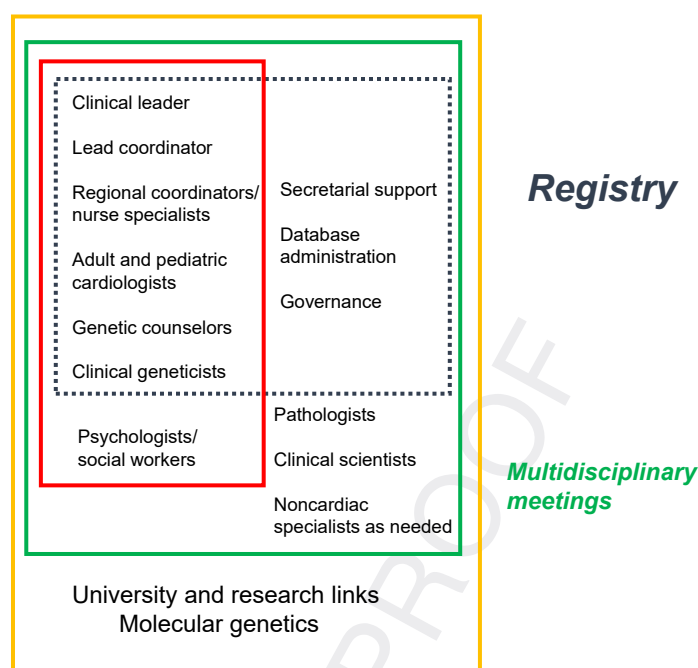 Clinical leader
Lead coordinator
Regional coordinators/
nurse specialists
Adult and pediatric
cardiologists
Genetic counselors
Clinical geneticists
Psychologists/
social workers
Secretarial support
Database
administration
Governance
Pathologists
Clinical scientists
Noncardiac
specialists as needed
University and research links
Molecular genetics
Registry
Multidisciplinary
meetings
PROOF